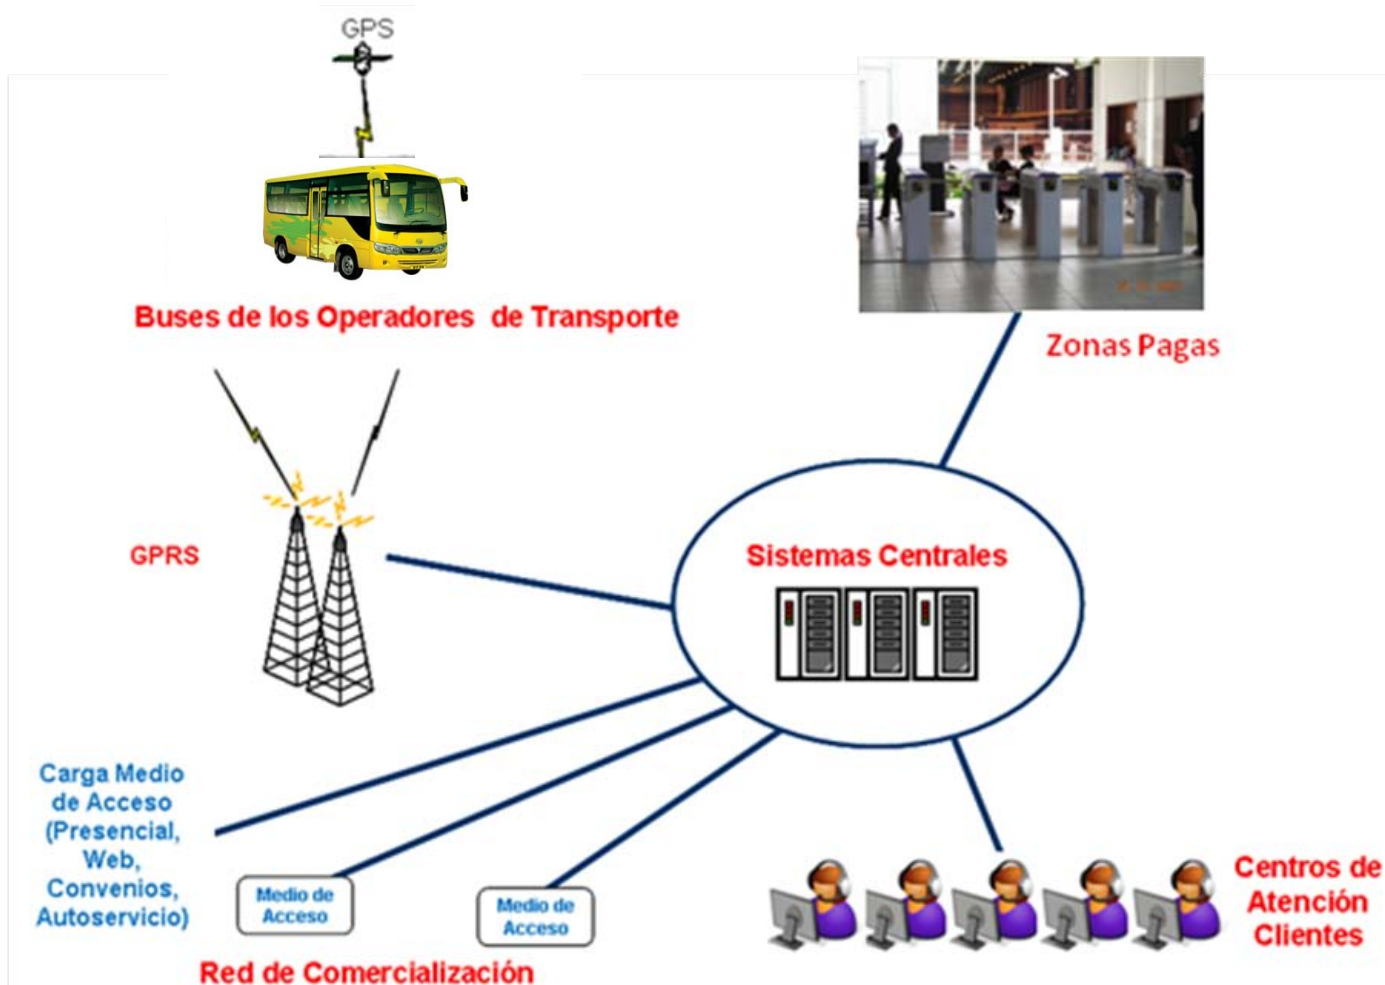 GPS
Buses de los Operadores de Transporte
Zonas Pagas
GPRS
Sistemas Centrales
Carga Medio
de Acceso
(Presencial,
Web,
Convenios,
Autoservicio)
Medio de
Acceso
Medio de
Acceso
Red de Comercialización
Centros de
Atención
Clientes